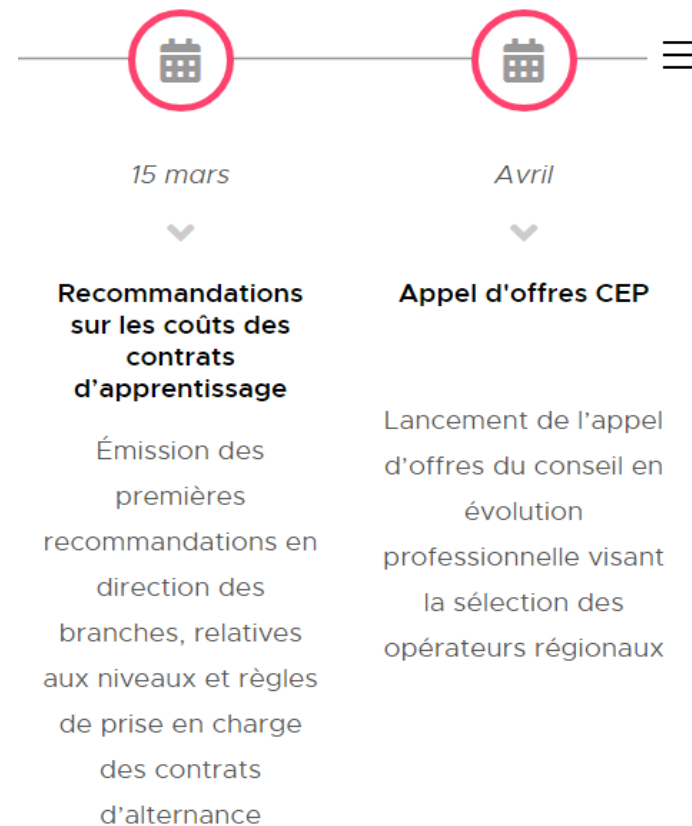 15 mars
Recommandations
sur les coûts des
contrats
d’apprentissage
Émission des
premières
recommandations en
direction des
branches, relatives
aux niveaux et règles
de prise en charge
des contrats
d’alternance
Avril
Appel d'offres CEP
Lancement de l’appel
d’offres du conseil en
évolution
professionnelle visant
la sélection des
opérateurs régionaux